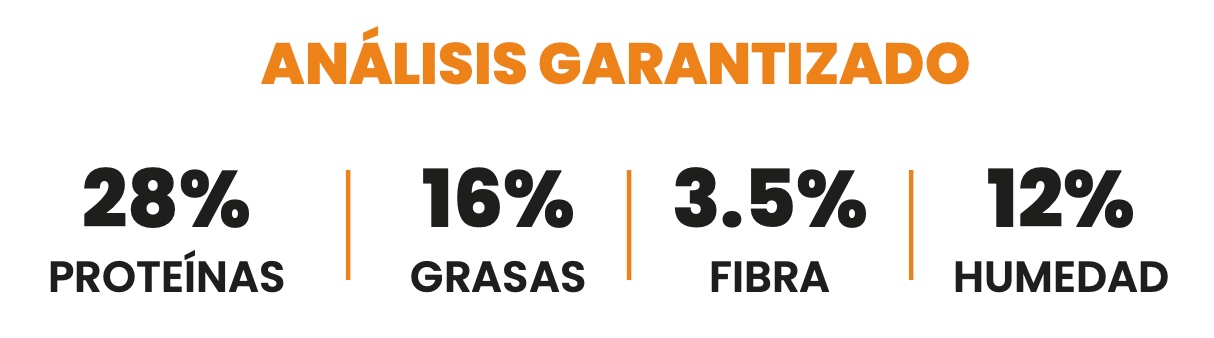 ANÁLISIS GARANTIZADO
28% 16% 3.5% 12%
PROTEÍNAS GRASAS FIBRA HUMEDAD